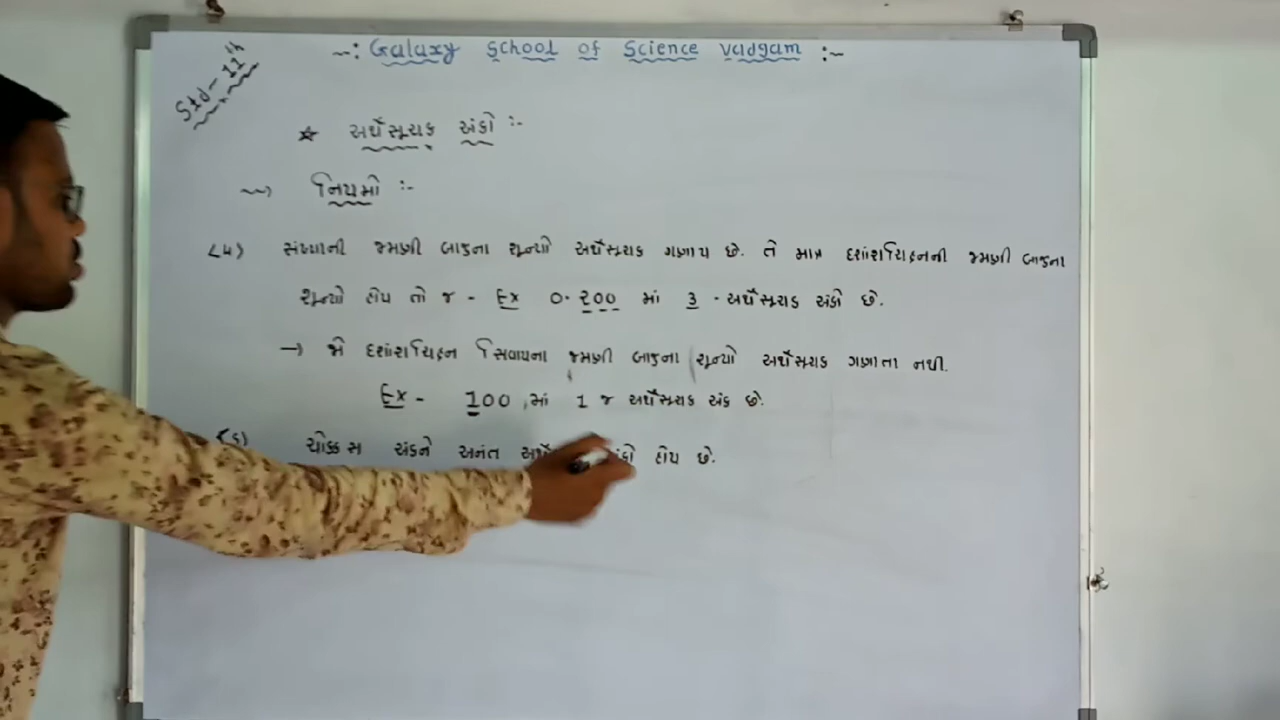 ~: Galaxy School of Science Vadgam :~
Std-11th
★ અર્થસૂચક અંકો :-
→ નિયમો :-
(૫) સંખ્યાની જમણી બાજુના શૂન્યો અર્થસૂચક ગણાય છે. તે માત્ર દશાંશચિહ્નની જમણી બાજુના
શૂન્યો હોય તો જ - Ex 0.200 માં 3 - અર્થસૂચક અંકો છે.
→ જો દશાંશચિહ્ન સિવાયના જમણી બાજુના શૂન્યો અર્થસૂચક ગણાતા નથી.
Ex - 100 માં 1 જ અર્થસૂચક અંક છે.
(૬) ચોક્કસ અંકને અનંત હોય છે.